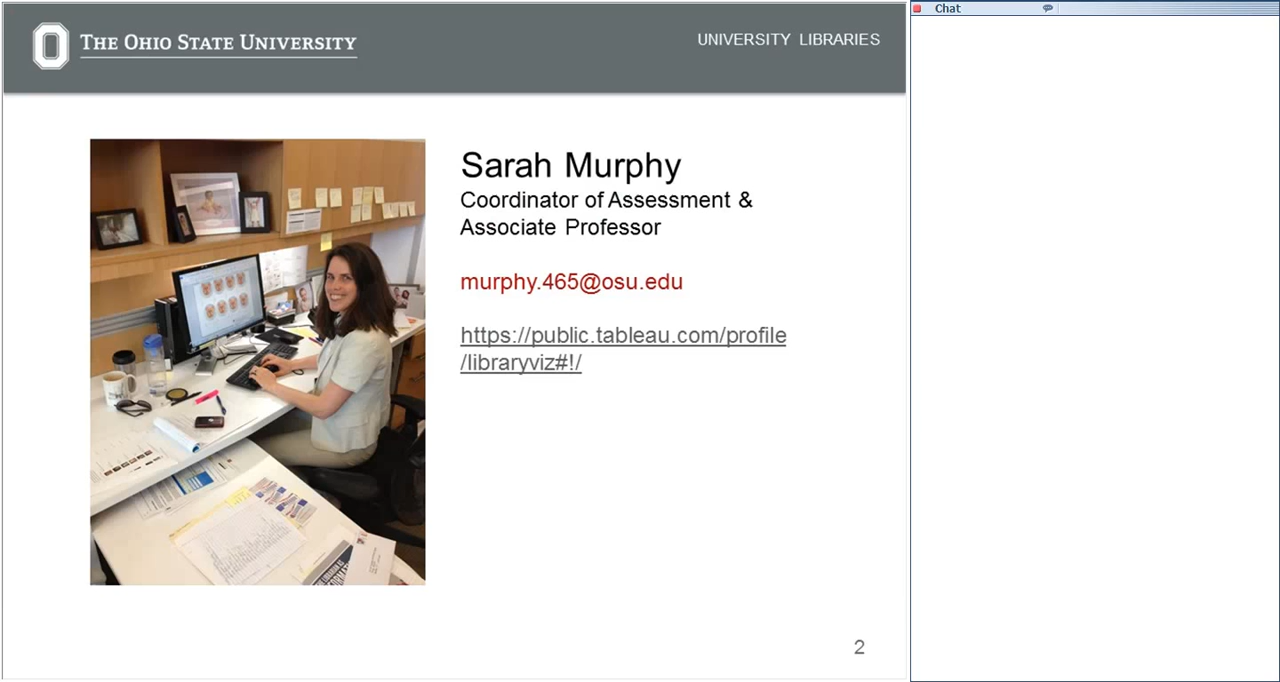 THE OHIO STATE UNIVERSITY
UNIVERSITY LIBRARIES
Chat
Sarah Murphy
Coordinator of Assessment &
Associate Professor
murphy.465@osu.edu
https://public.tableau.com/profile
/libraryviz#!/
2